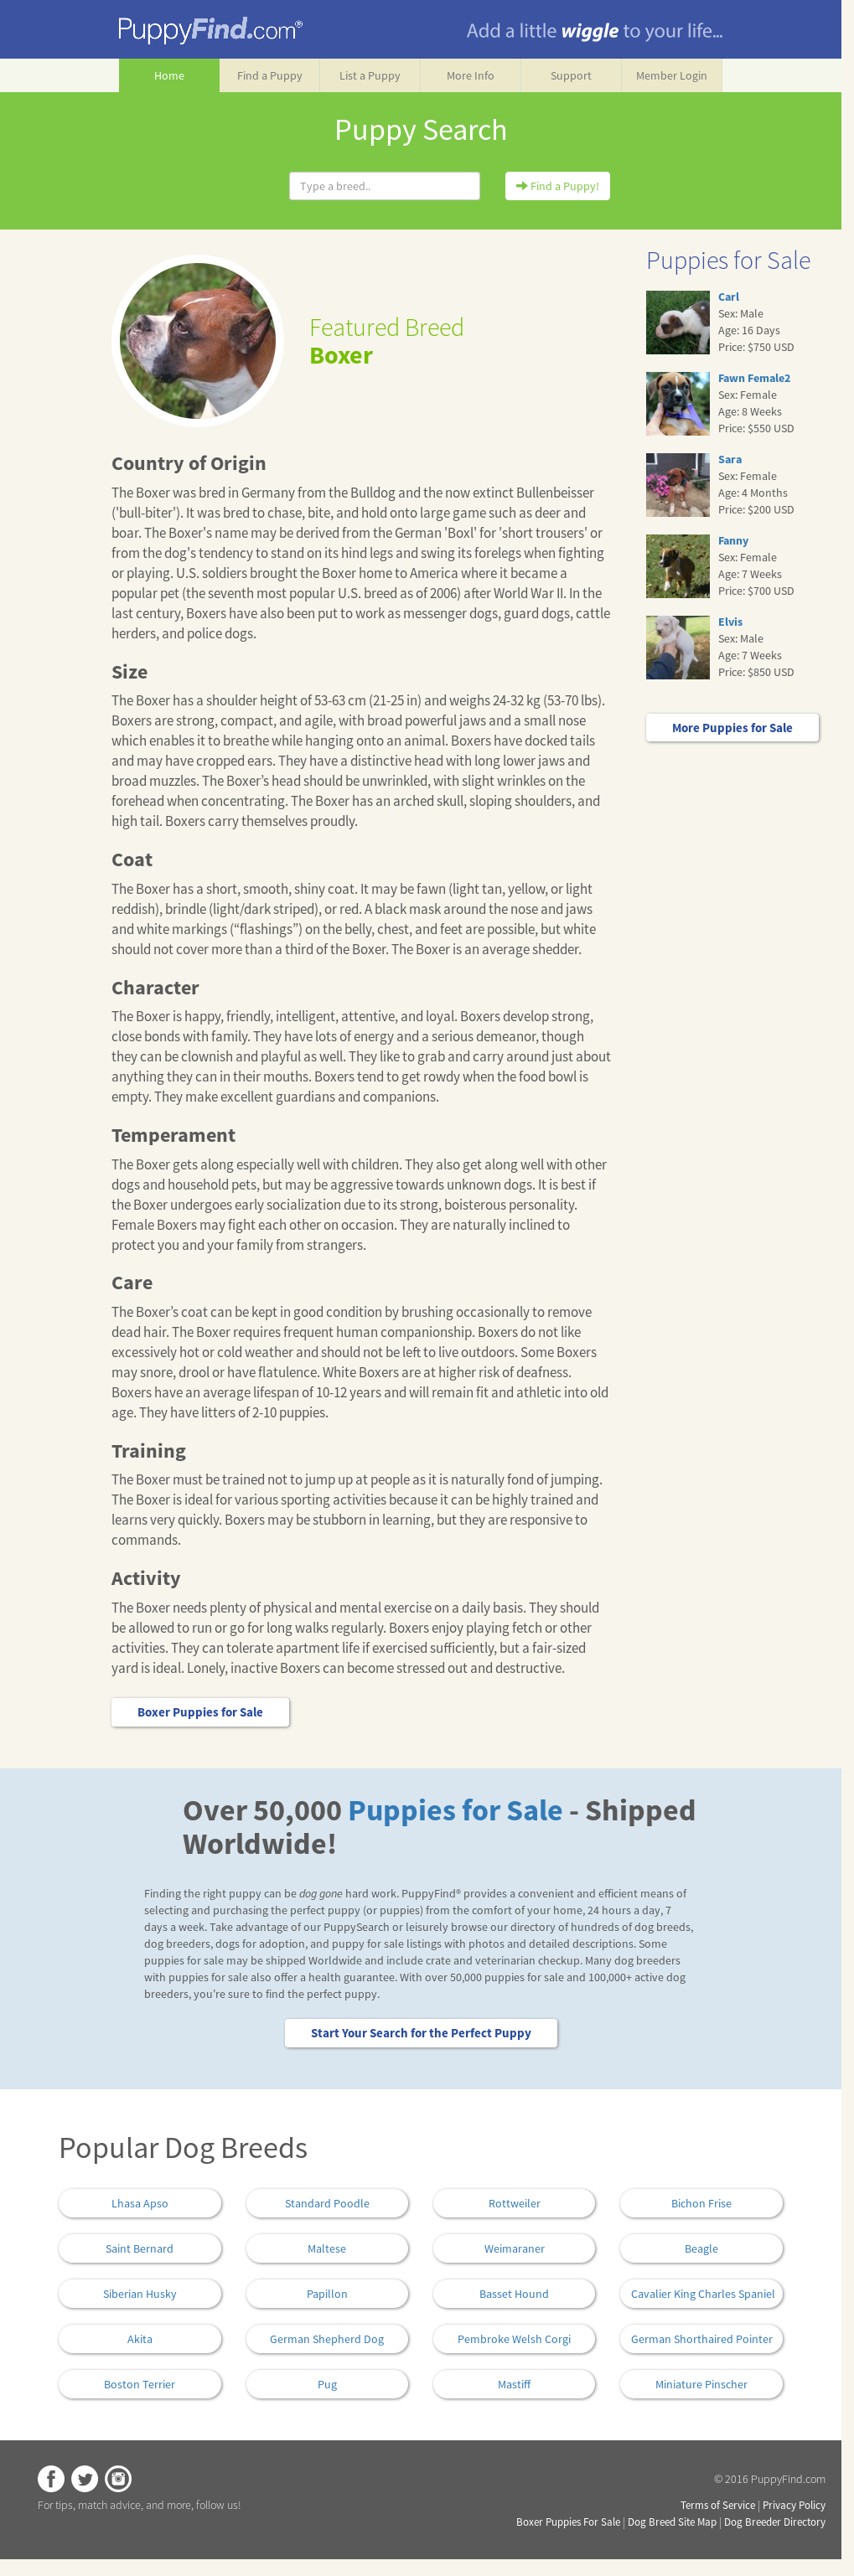 PuppyFind.com®
Add a little wiggle to your life...
Home
Find a Puppy
List a Puppy
More Info
Support
Member Login
Puppy Search
Type a breed..
Find a Puppy!
Featured Breed
Boxer
Country of Origin
The Boxer was bred in Germany from the Bulldog and the now extinct Bullenbeisser
('bull-biter'). It was bred to chase, bite, and hold onto large game such as deer and
boar. The Boxer's name may be derived from the German 'Boxl' for 'short trousers' or
from the dog's tendency to stand on its hind legs and swing its forelegs when fighting
or playing. U.S. soldiers brought the Boxer home to America where it became a
popular pet (the seventh most popular U.S. breed as of 2006) after World War II. In the
last century, Boxers have also been put to work as messenger dogs, guard dogs, cattle
herders, and police dogs.
Size
The Boxer has a shoulder height of 53-63 cm (21-25 in) and weighs 24-32 kg (53-70 lbs).
Boxers are strong, compact, and agile, with broad powerful jaws and a small nose
which enables it to breathe while hanging onto an animal. Boxers have docked tails
and may have cropped ears. They have a distinctive head with long lower jaws and
broad muzzles. The Boxer’s head should be unwrinkled, with slight wrinkles on the
forehead when concentrating. The Boxer has an arched skull, sloping shoulders, and
high tail. Boxers carry themselves proudly.
Coat
The Boxer has a short, smooth, shiny coat. It may be fawn (light tan, yellow, or light
reddish), brindle (light/dark striped), or red. A black mask around the nose and jaws
and white markings (“flashings”) on the belly, chest, and feet are possible, but white
should not cover more than a third of the Boxer. The Boxer is an average shedder.
Character
The Boxer is happy, friendly, intelligent, attentive, and loyal. Boxers develop strong,
close bonds with family. They have lots of energy and a serious demeanor, though
they can be clownish and playful as well. They like to grab and carry around just about
anything they can in their mouths. Boxers tend to get rowdy when the food bowl is
empty. They make excellent guardians and companions.
Temperament
The Boxer gets along especially well with children. They also get along well with other
dogs and household pets, but may be aggressive towards unknown dogs. It is best if
the Boxer undergoes early socialization due to its strong, boisterous personality.
Female Boxers may fight each other on occasion. They are naturally inclined to
protect you and your family from strangers.
Care
The Boxer’s coat can be kept in good condition by brushing occasionally to remove
dead hair. The Boxer requires frequent human companionship. Boxers do not like
excessively hot or cold weather and should not be left to live outdoors. Some Boxers
may snore, drool or have flatulence. White Boxers are at higher risk of deafness.
Boxers have an average lifespan of 10-12 years and will remain fit and athletic into old
age. They have litters of 2-10 puppies.
Training
The Boxer must be trained not to jump up at people as it is naturally fond of jumping.
The Boxer is ideal for various sporting activities because it can be highly trained and
learns very quickly. Boxers may be stubborn in learning, but they are responsive to
commands.
Activity
The Boxer needs plenty of physical and mental exercise on a daily basis. They should
be allowed to run or go for long walks regularly. Boxers enjoy playing fetch or other
activities. They can tolerate apartment life if exercised sufficiently, but a fair-sized
yard is ideal. Lonely, inactive Boxers can become stressed out and destructive.
Boxer Puppies for Sale
Puppies for Sale
Carl
Sex: Male
Age: 16 Days
Price: $750 USD
Fawn Female2
Sex: Female
Age: 8 Weeks
Price: $550 USD
Sara
Sex: Female
Age: 4 Months
Price: $200 USD
Fanny
Sex: Female
Age: 7 Weeks
Price: $700 USD
Elvis
Sex: Male
Age: 7 Weeks
Price: $850 USD
More Puppies for Sale
Over 50,000 Puppies for Sale - Shipped
Worldwide!
Finding the right puppy can be dog gone hard work. PuppyFind® provides a convenient and efficient means of
selecting and purchasing the perfect puppy (or puppies) from the comfort of your home, 24 hours a day, 7
days a week. Take advantage of our PuppySearch or leisurely browse our directory of hundreds of dog breeds,
dog breeders, dogs for adoption, and puppy for sale listings with photos and detailed descriptions. Some
puppies for sale may be shipped Worldwide and include crate and veterinarian checkup. Many dog breeders
with puppies for sale also offer a health guarantee. With over 50,000 puppies for sale and 100,000+ active dog
breeders, you're sure to find the perfect puppy.
Start Your Search for the Perfect Puppy
Popular Dog Breeds
Lhasa Apso
Standard Poodle
Rottweiler
Bichon Frise
Saint Bernard
Maltese
Weimaraner
Beagle
Siberian Husky
Papillon
Basset Hound
Cavalier King Charles Spaniel
Akita
German Shepherd Dog
Pembroke Welsh Corgi
German Shorthaired Pointer
Boston Terrier
Pug
Mastiff
Miniature Pinscher
© 2016 PuppyFind.com
For tips, match advice, and more, follow us!
Terms of Service | Privacy Policy
Boxer Puppies For Sale | Dog Breed Site Map | Dog Breeder Directory